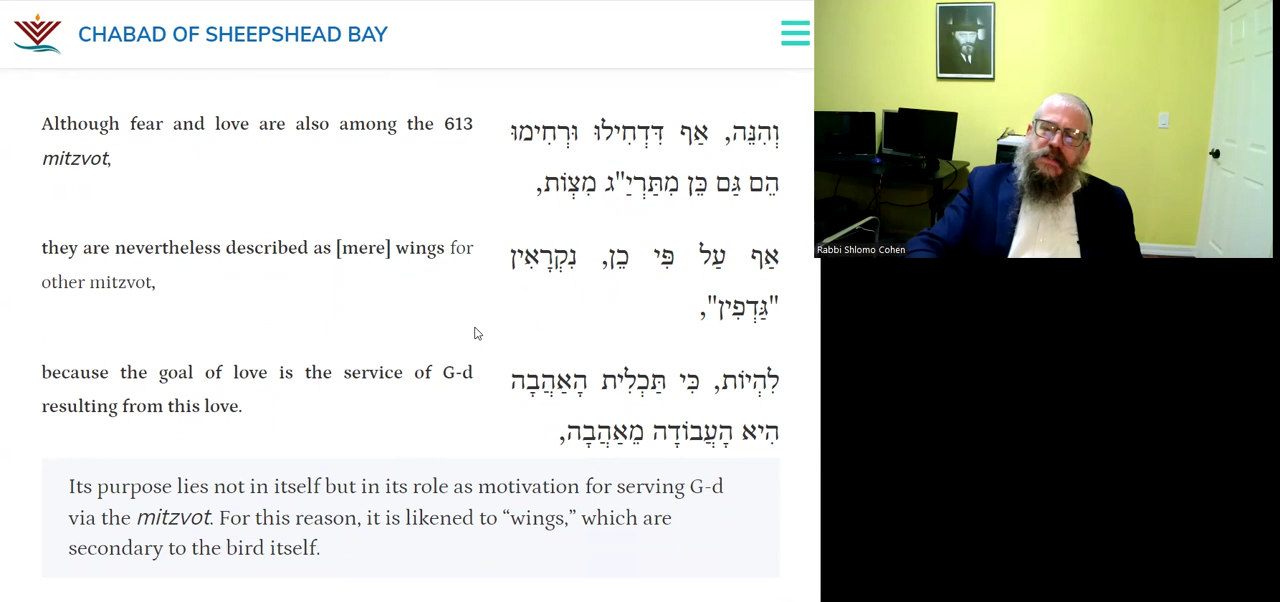 CHABAD OF SHEEPSHEAD BAY
Although fear and love are also among the 613
mitzvot,
וְהִנֵּה, אַף דִּדְחִילוּ וּרְחִימוּ
הֵם גַּם כֵּן מִתַּרְיַ"ג מִצְוֹת,
they are nevertheless described as [mere] wings for
other mitzvot,
אַף עַל פִּי כֵן, נִקְרָאִין
"גַּדְפִין",
because the goal of love is the service of G-d
resulting from this love.
לִהְיוֹת, כִּי תַּכְלִית הָאַהֲבָה
הִיא הָעֲבוֹדָה מֵאַהֲבָה,
Its purpose lies not in itself but in its role as motivation for serving G-d
via the mitzvot. For this reason, it is likened to “wings,” which are
secondary to the bird itself.
Rabbi Shlomo Cohen